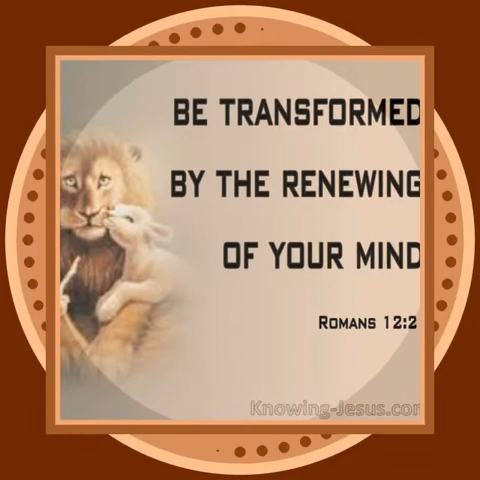 BE TRANSFORMED
BY THE RENEWING
OF YOUR MIND
ROMANS 12:2
Knowing-Jesus.com